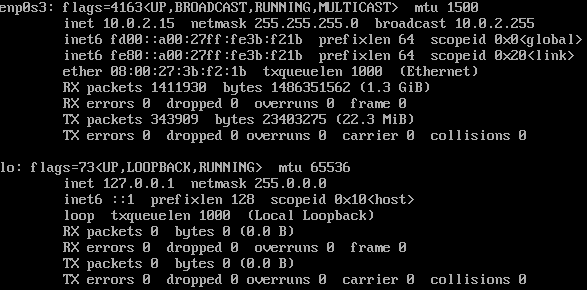 enp0s3: flags=4163<UP,BROADCAST,RUNNING,MULTICAST>  mtu 1500
        inet 10.0.2.15  netmask 255.255.255.0  broadcast 10.0.2.255
        inet6 fd00::a00:27ff:fe3b:f21b  prefixlen 64  scopeid 0x0<global>
        inet6 fe80::a00:27ff:fe3b:f21b  prefixlen 64  scopeid 0x20<link>
        ether 08:00:27:3b:f2:1b  txqueuelen 1000  (Ethernet)
        RX packets 1411930  bytes 1486351562 (1.3 GiB)
        RX errors 0  dropped 0  overruns 0  frame 0
        TX packets 343909  bytes 23403275 (22.3 MiB)
        TX errors 0  dropped 0 overruns 0  carrier 0  collisions 0

lo: flags=73<UP,LOOPBACK,RUNNING>  mtu 65536
        inet 127.0.0.1  netmask 255.0.0.0
        inet6 ::1  prefixlen 128  scopeid 0x10<host>
        loop  txqueuelen 1000  (Local Loopback)
        RX packets 0  bytes 0 (0.0 B)
        RX errors 0  dropped 0  overruns 0  frame 0
        TX packets 0  bytes 0 (0.0 B)
        TX errors 0  dropped 0 overruns 0  carrier 0  collisions 0